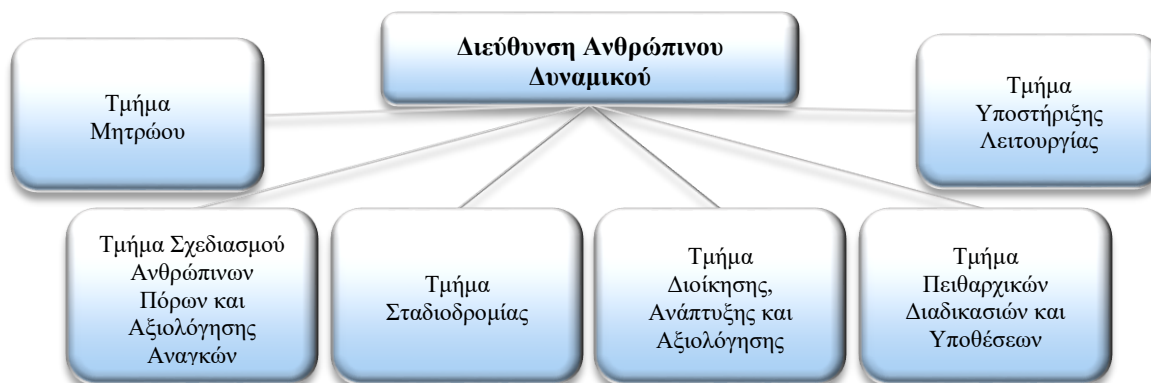 Διεύθυνση Ανθρώπινου
Δυναμικού
Τμήμα
Μητρώου
Τμήμα
Υποστήριξης
Λειτουργίας
Τμήμα Σχεδιασμού
Ανθρώπινων
Πόρων και
Αξιολόγησης
Αναγκών
Τμήμα
Σταδιοδρομίας
Τμήμα
Διοίκησης,
Ανάπτυξης και
Αξιολόγησης
Τμήμα
Πειθαρχικών
Διαδικασιών και
Υποθέσεων